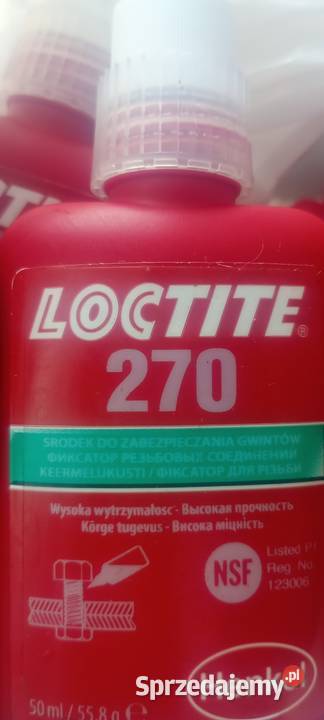 LOCTITE®
270
ŚRODEK DO ZABEZPIECZANIA GWINTÓW
ФИКСАТОР РЕЗЬБОВЫХ СОЕДИНЕНИЙ
KEERMELUKUSTI / ФІКСАТОР ДЛЯ РІЗЬБИ
Wysoka wytrzymałość - Высокая прочность
Kõrge tugevus - Висока міцність
NSF
Listed P1
Reg. No.
123006
Henkel
50 ml / 55.8 g e
Sprzedajemy.pl